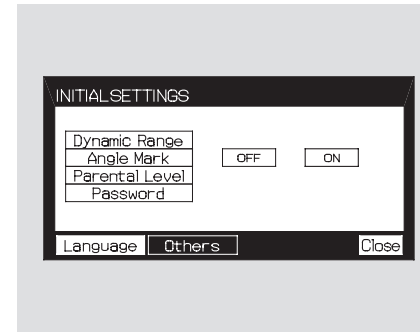 INITIALSETTINGS
Dynamic Range
Angle Mark OFF ON
Parental Level
Password
Language Others Close